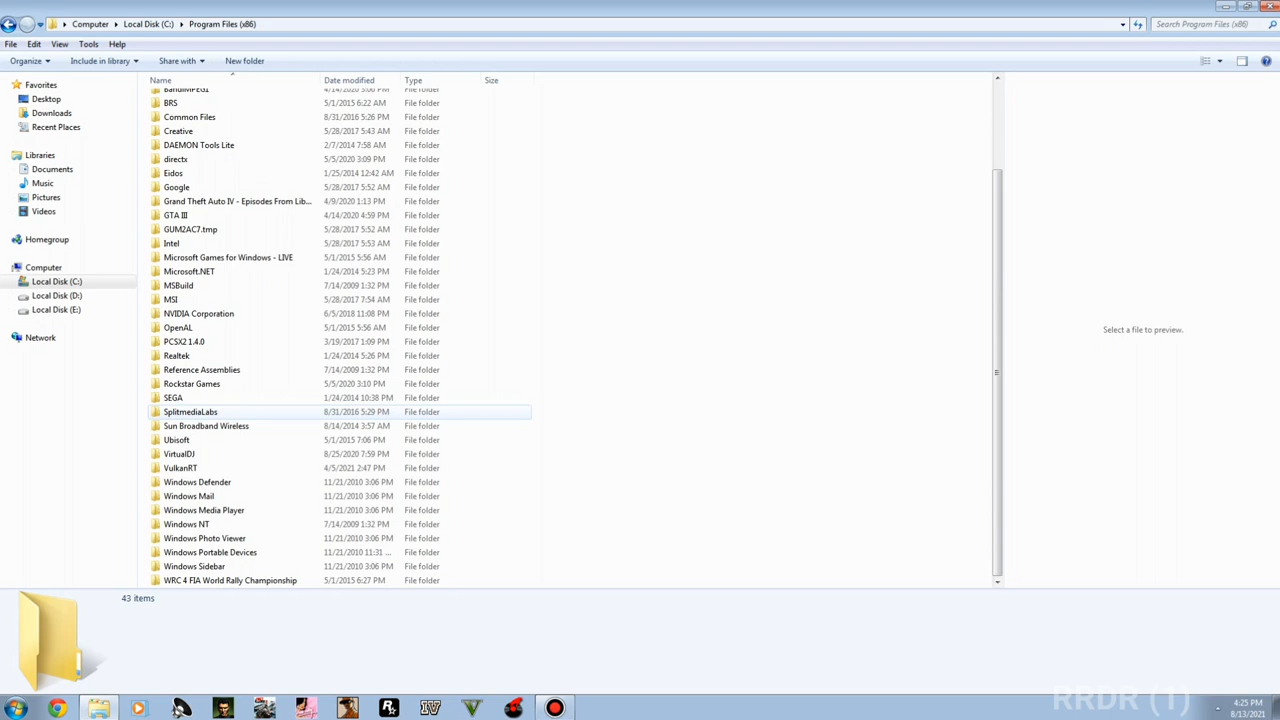 Computer Local Disk (C:) Program Files (x86) Search Program Files (x86)
File Edit View Tools Help
Organize Include in library Share with New folder
Name Date modified Type Size
Favorites
Desktop
Downloads
Recent Places
Libraries
Documents
Music
Pictures
Videos
Homegroup
Computer
Local Disk (C:)
Local Disk (D:)
Local Disk (E:)
Network
BandiMPEG1 4/14/2020 3:06 PM File folder
BRS 5/1/2015 6:22 AM File folder
Common Files 8/31/2016 5:26 PM File folder
Creative 5/28/2017 5:43 AM File folder
DAEMON Tools Lite 2/7/2014 7:58 AM File folder
directx 5/5/2020 3:09 PM File folder
Eidos 1/25/2014 12:42 AM File folder
Google 5/28/2017 5:52 AM File folder
Grand Theft Auto IV - Episodes From Lib... 4/9/2020 1:13 PM File folder
GTA III 4/14/2020 4:59 PM File folder
GUM2AC7.tmp 5/28/2017 5:52 AM File folder
Intel 5/28/2017 5:53 AM File folder
Microsoft Games for Windows - LIVE 5/1/2015 5:56 AM File folder
Microsoft.NET 1/24/2014 5:23 PM File folder
MSBuild 7/14/2009 1:32 PM File folder
MSI 5/28/2017 7:54 AM File folder
NVIDIA Corporation 6/5/2018 11:08 PM File folder
OpenAL 5/1/2015 5:56 AM File folder
PCSX2 1.4.0 3/19/2017 1:09 PM File folder
Realtek 1/24/2014 5:26 PM File folder
Reference Assemblies 7/14/2009 1:32 PM File folder
Rockstar Games 5/5/2020 3:10 PM File folder
SEGA 1/24/2014 10:38 PM File folder
SplitmediaLabs 8/31/2016 5:29 PM File folder
Sun Broadband Wireless 8/14/2014 3:57 AM File folder
Ubisoft 5/1/2015 7:06 PM File folder
VirtualDJ 8/25/2020 7:59 PM File folder
VulkanRT 4/5/2021 2:47 PM File folder
Windows Defender 11/21/2010 3:06 PM File folder
Windows Mail 11/21/2010 3:06 PM File folder
Windows Media Player 11/21/2010 3:06 PM File folder
Windows NT 7/14/2009 1:32 PM File folder
Windows Photo Viewer 11/21/2010 3:06 PM File folder
Windows Portable Devices 11/21/2010 11:31 ... File folder
Windows Sidebar 11/21/2010 3:06 PM File folder
WRC 4 FIA World Rally Championship 5/1/2015 6:27 PM File folder
Select a file to preview.
43 items
RRDR (1)
IV V
4:25 PM
8/13/2021